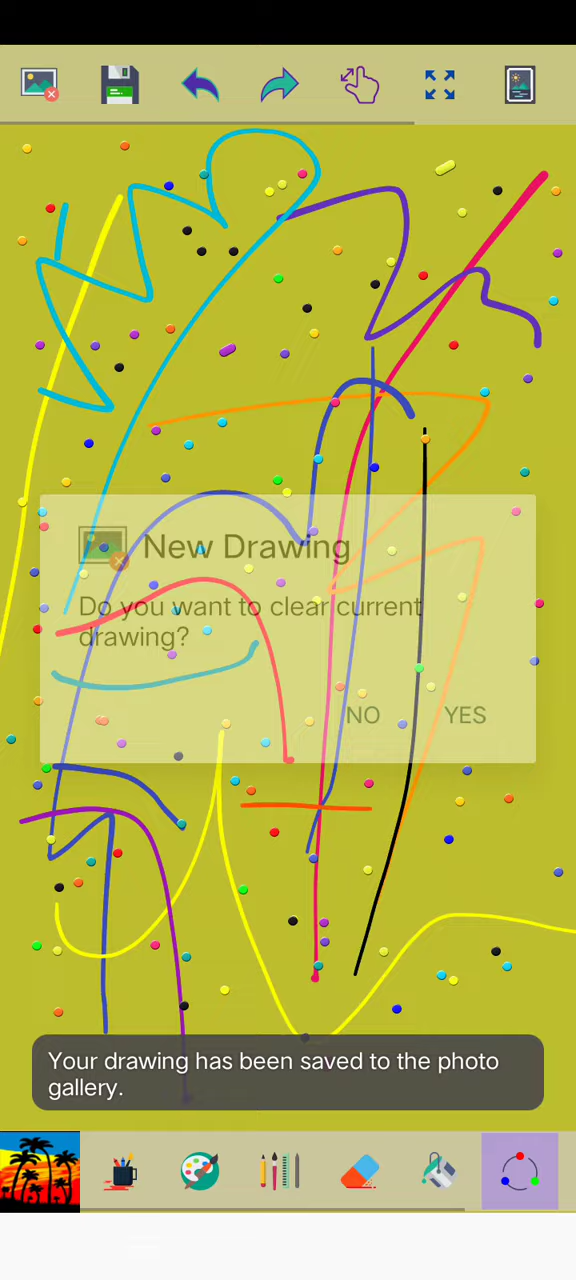 New Drawing
Do you want to clear current
drawing?
NO
YES
Your drawing has been saved to the photo
gallery.